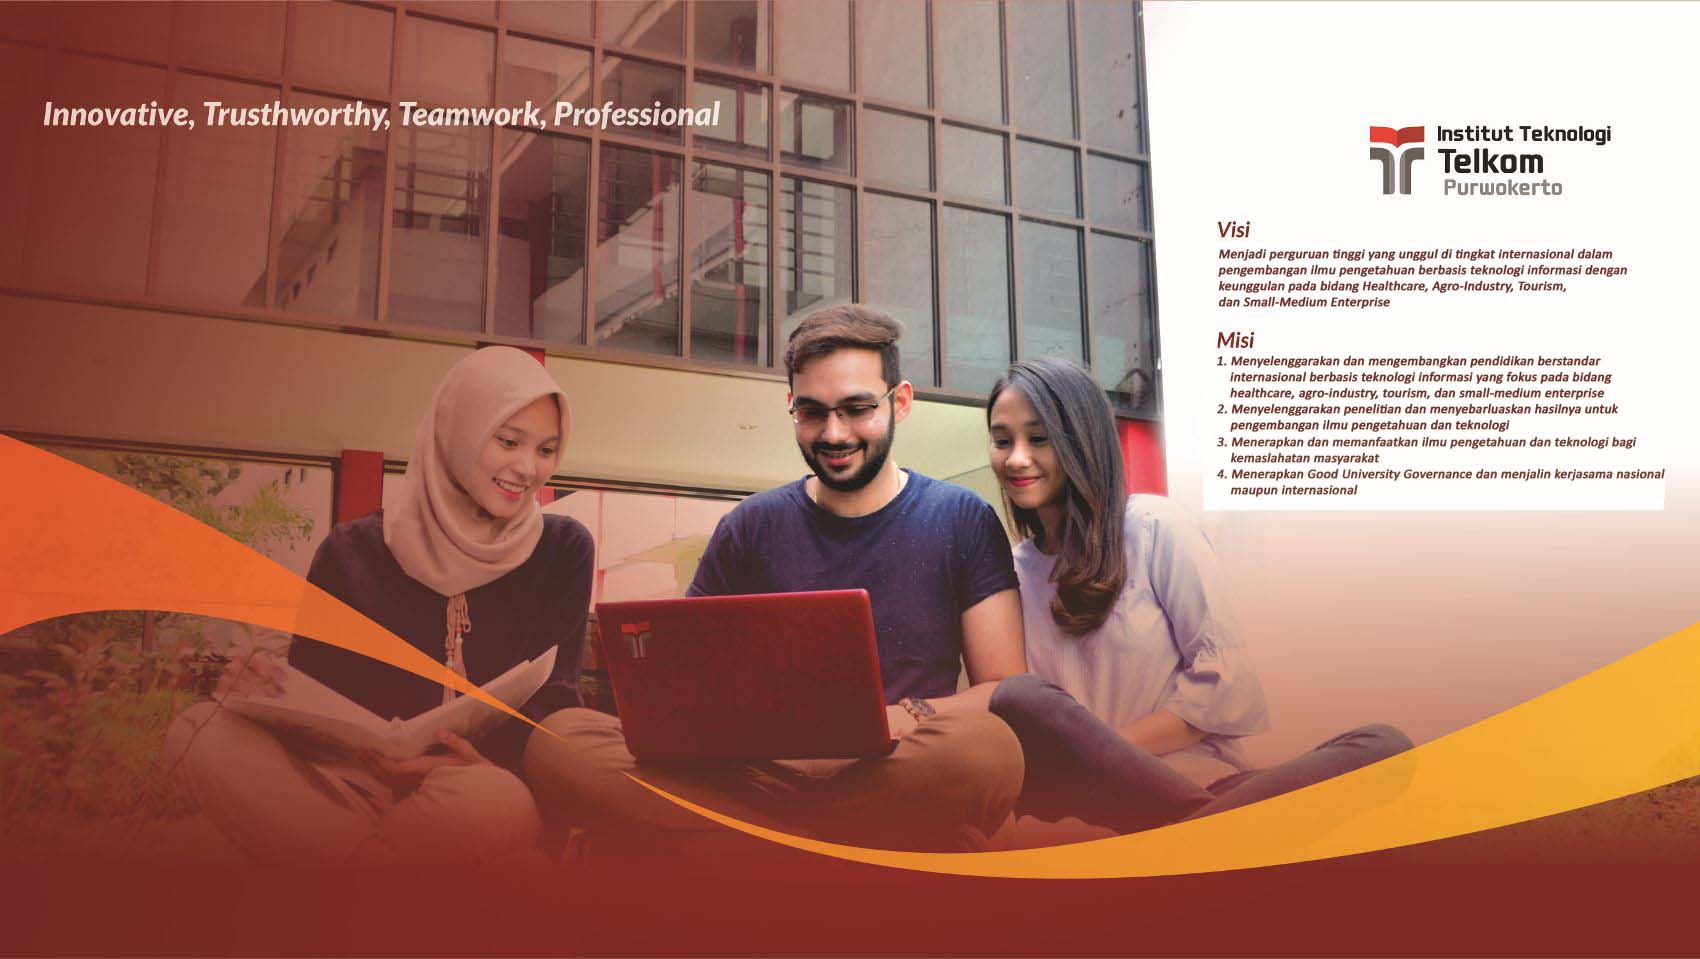 Innovative, Trusthworthy, Teamwork, Professional
Institut Teknologi
Telkom
Purwokerto
Visi
Menjadi perguruan tinggi yang unggul di tingkat internasional dalam
pengembangan ilmu pengetahuan berbasis teknologi informasi dengan
keunggulan pada bidang Healthcare, Agro-Industry, Tourism,
dan Small-Medium Enterprise
Misi
1. Menyelenggarakan dan mengembangkan pendidikan berstandar
internasional berbasis teknologi informasi yang fokus pada bidang
healthcare, agro-industry, tourism, dan small-medium enterprise
2. Menyelenggarakan penelitian dan menyebarluaskan hasilnya untuk
pengembangan ilmu pengetahuan dan teknologi
3. Menerapkan dan memanfaatkan ilmu pengetahuan dan teknologi bagi
kemaslahatan masyarakat
4. Menerapkan Good University Governance dan menjalin kerjasama nasional
maupun internasional